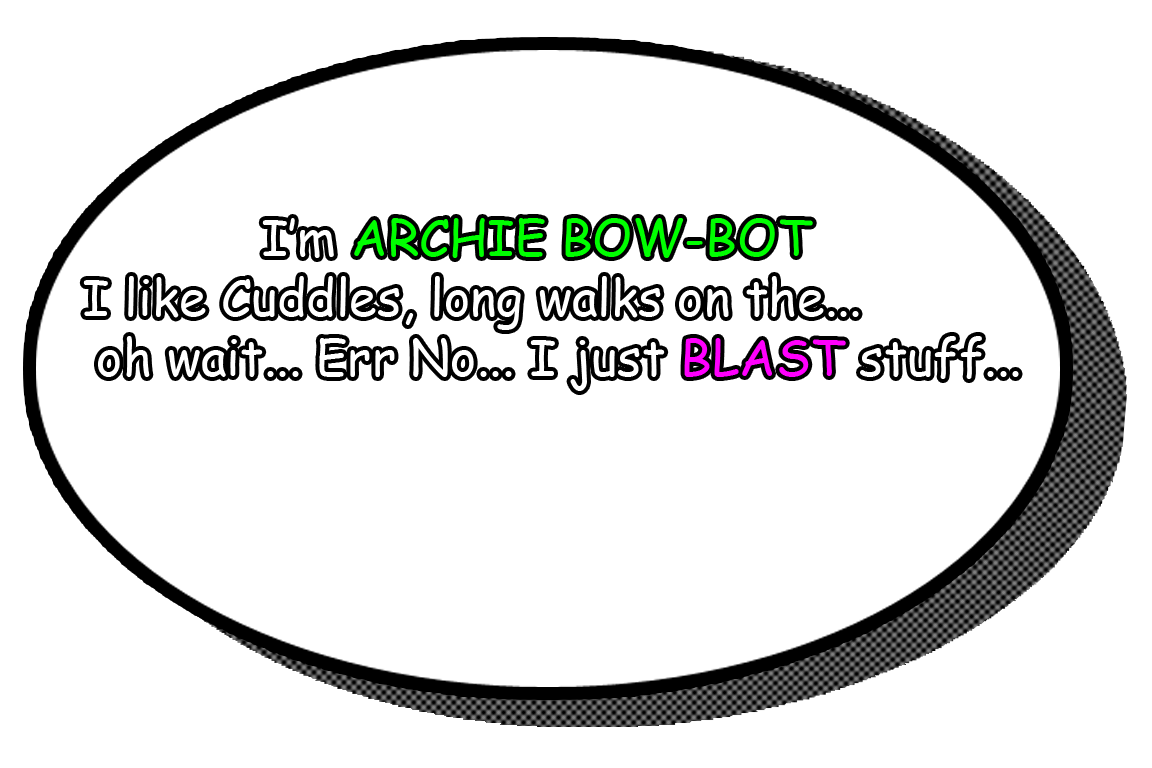 I’m ARCHIE BOW-BOT
I like Cuddles, long walks on the...
oh wait... Err No... I just BLAST stuff...